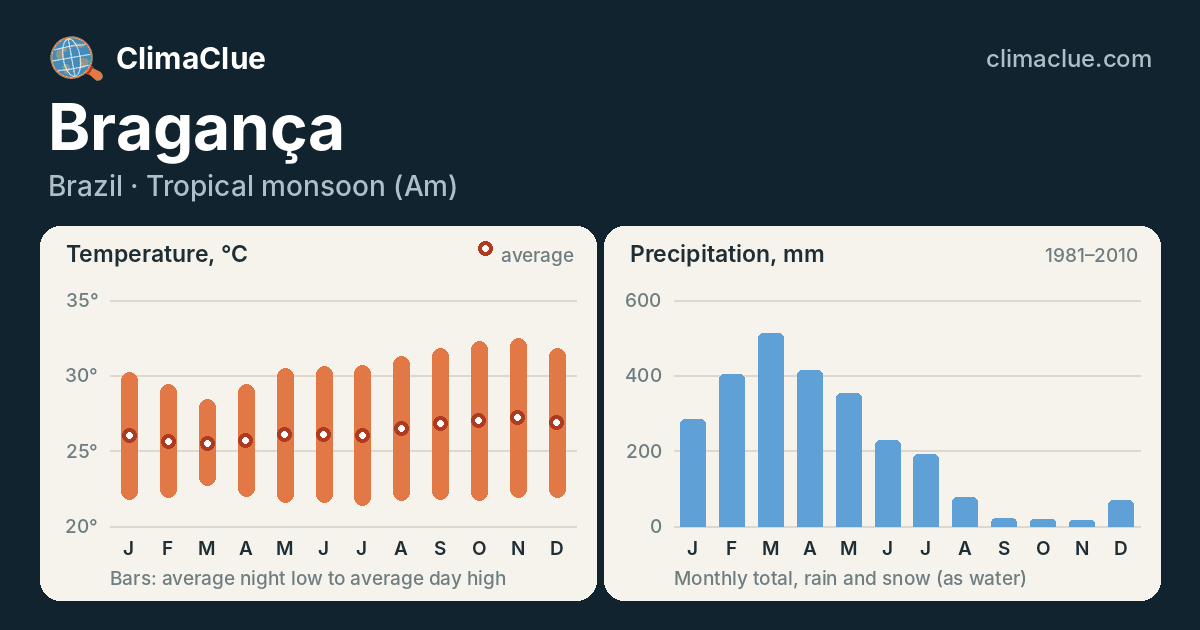 ClimaClue
climaclue.com
Bragança
Brazil · Tropical monsoon (Am)
Temperature, °C
average
35°
30°
25°
20°
J F M A M J J A S O N D
Bars: average night low to average day high
Precipitation, mm
1981–2010
600
400
200
0
J F M A M J J A S O N D
Monthly total, rain and snow (as water)